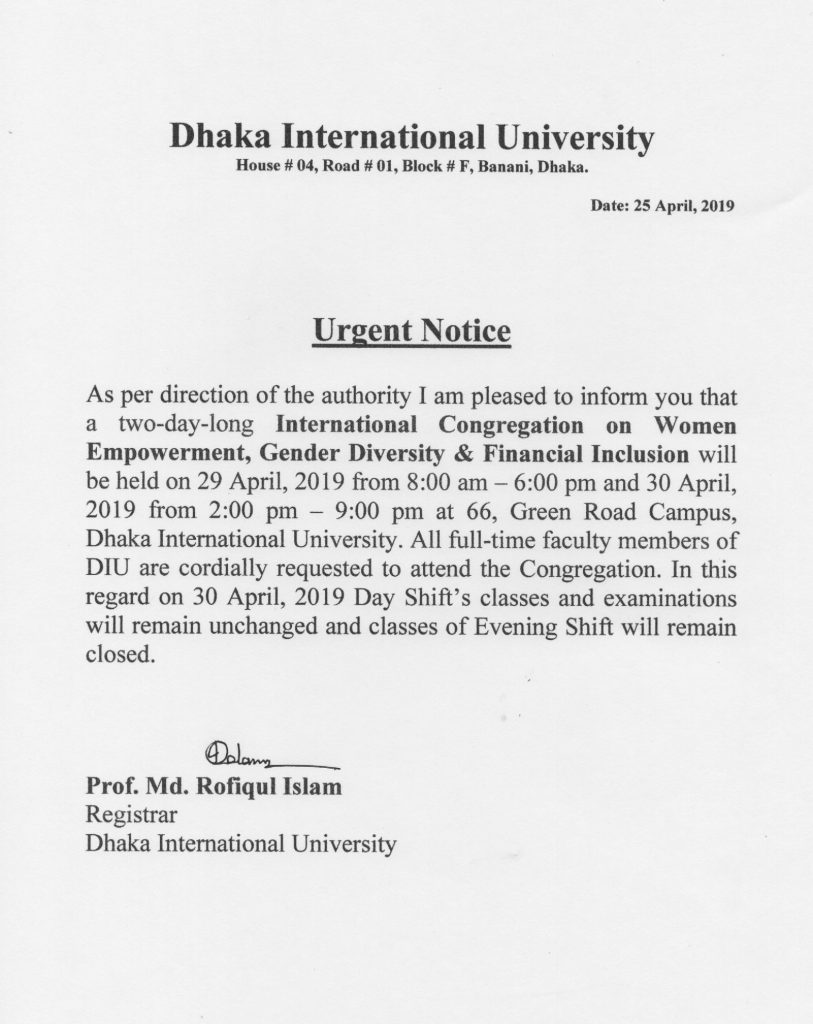 Dhaka International University
House # 04, Road # 01, Block # F, Banani, Dhaka.
Date: 25 April, 2019
Urgent Notice
As per direction of the authority I am pleased to inform you that
a two-day-long International Congregation on Women
Empowerment, Gender Diversity & Financial Inclusion will
be held on 29 April, 2019 from 8:00 am – 6:00 pm and 30 April,
2019 from 2:00 pm – 9:00 pm at 66, Green Road Campus,
Dhaka International University. All full-time faculty members of
DIU are cordially requested to attend the Congregation. In this
regard on 30 April, 2019 Day Shift's classes and examinations
will remain unchanged and classes of Evening Shift will remain
closed.
Prof. Md. Rofiqul Islam
Registrar
Dhaka International University